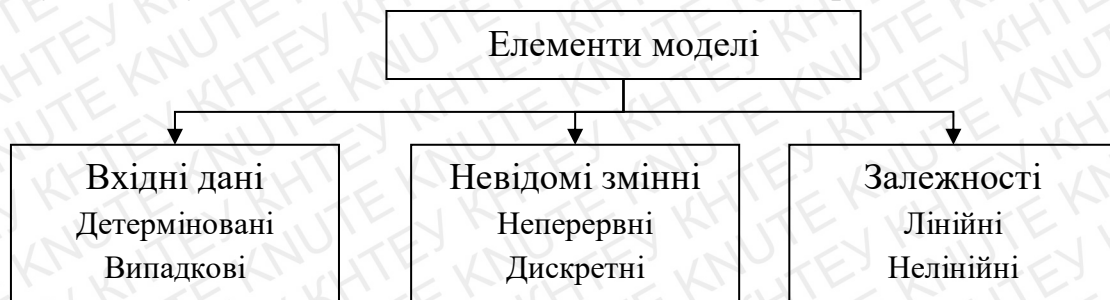 Елементи моделі
Вхідні дані
Детерміновані
Випадкові
Невідомі змінні
Неперервні
Дискретні
Залежності
Лінійні
Нелінійні